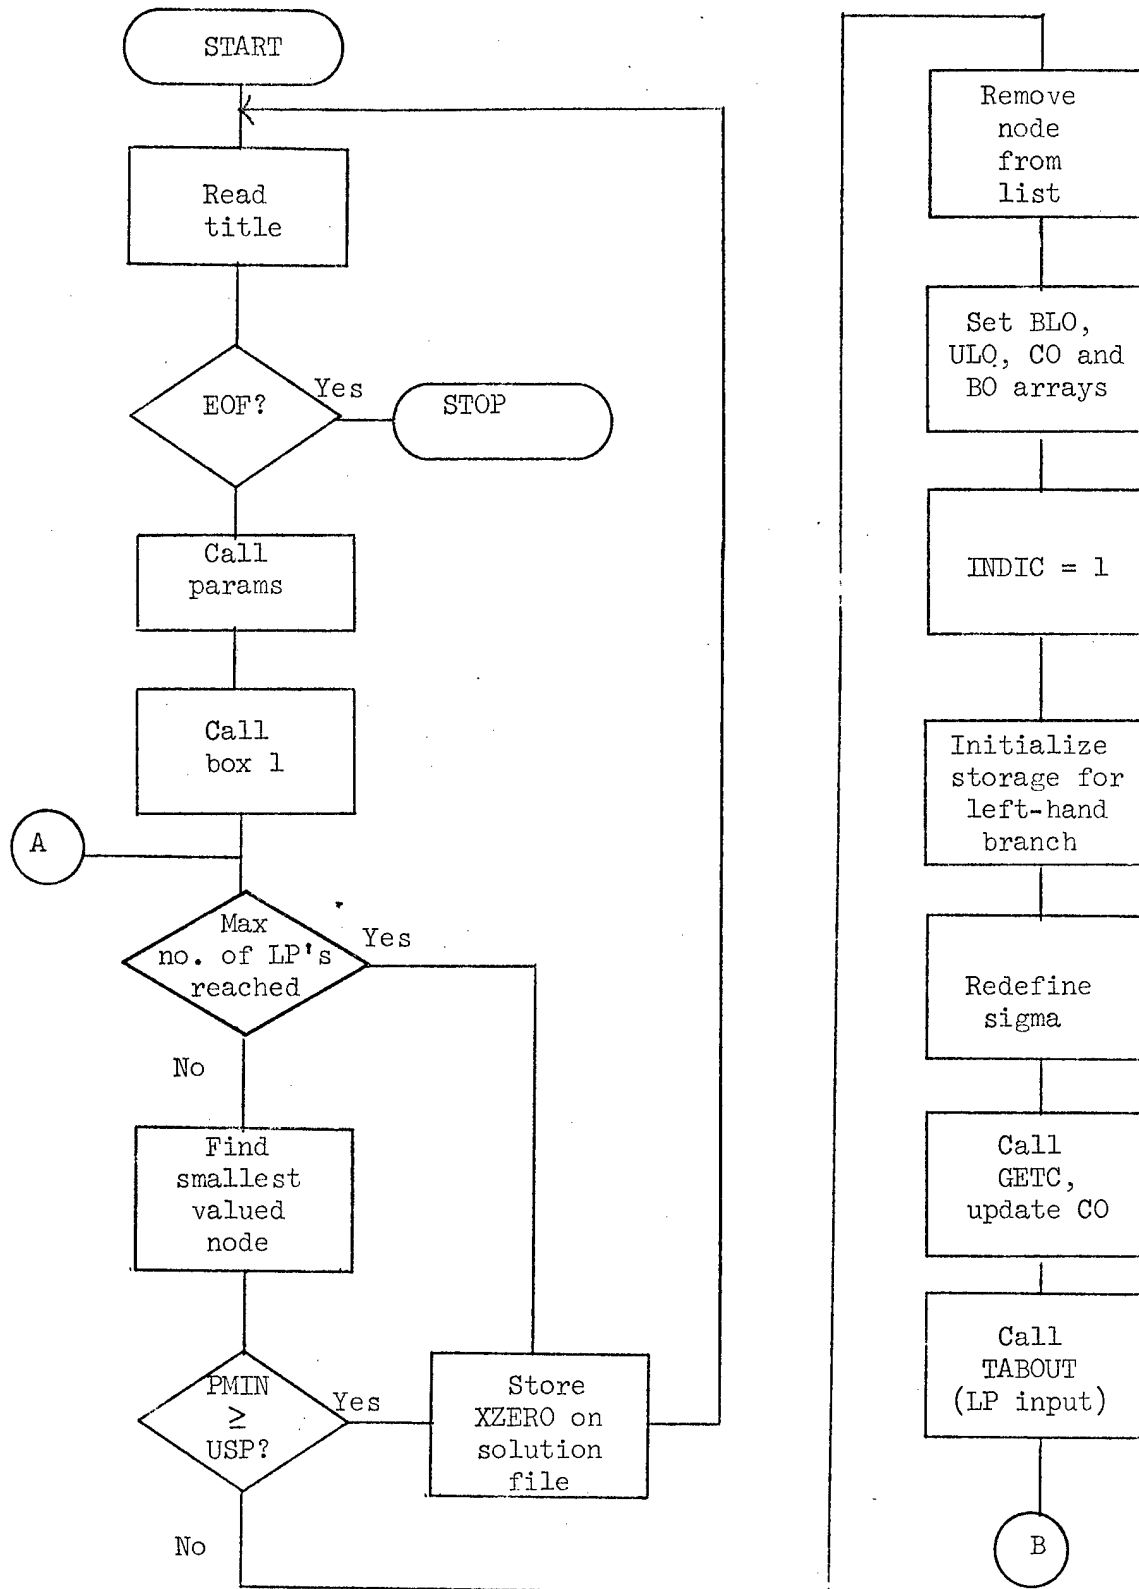 START
Read
title
EOF?
Yes
STOP
Call
params
Call
box 1
A
Max
no. of LP's
reached
Yes
No
Find
smallest
valued
node
PMIN
≥
USP?
Yes
Store
XZERO on
solution
file
No
Remove
node
from
list
Set BLO,
ULO, CO and
BO arrays
INDIC = 1
Initialize
storage for
left-hand
branch
Redefine
sigma
Call
GETC,
update CO
Call
TABOUT
(LP input)
B